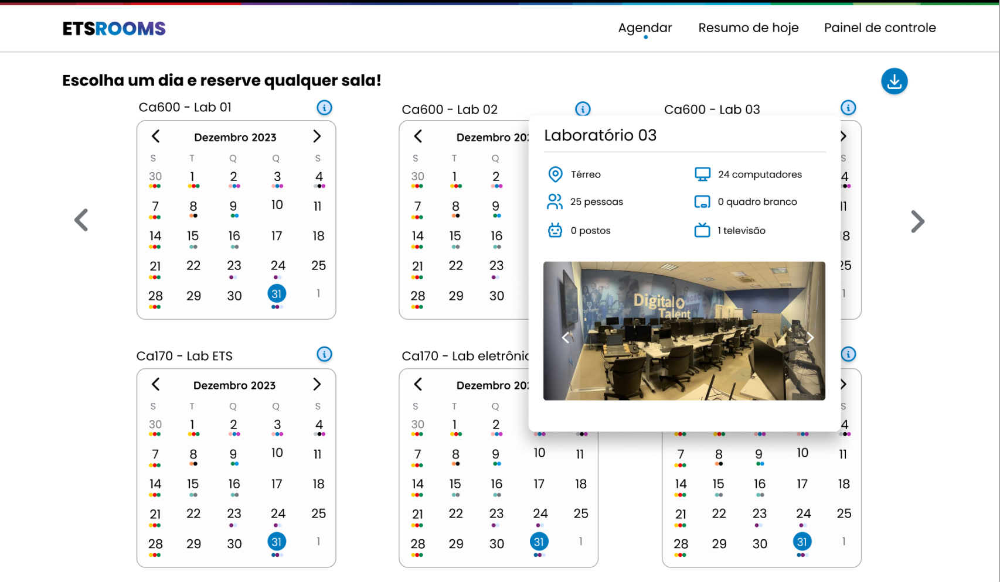 ETSROOMS
Agendar Resumo de hoje Painel de controle
Escolha um dia e reserve qualquer sala!
Ca600 - Lab 01
Dezembro 2023
S T Q Q S
30 1 2 3 4
7 8 9 10 11
14 15 16 17 18
21 22 23 24 25
28 29 30 31 1
Ca600 - Lab 02
Dezembro 20
S T Q
30 1 2
7 8 9
14 15 16
21 22 23
28 29 30
Ca600 - Lab 03
S
4
11
18
25
1
Laboratório 03
Térreo
24 computadores
25 pessoas
0 quadro branco
0 postos
1 televisão
Digital
Talent
Ca170 - Lab ETS
Dezembro 2023
S T Q Q S
30 1 2 3 4
7 8 9 10 11
14 15 16 17 18
21 22 23 24 25
28 29 30 31 1
Ca170 - Lab eletrônic
Dezembro 20
S T Q
30 1 2
7 8 9 10 11
14 15 16 17 18
21 22 23 24 25
28 29 30 31 1
S
4
7 8 9 10 11
14 15 16 17 18
21 22 23 24 25
28 29 30 31 1